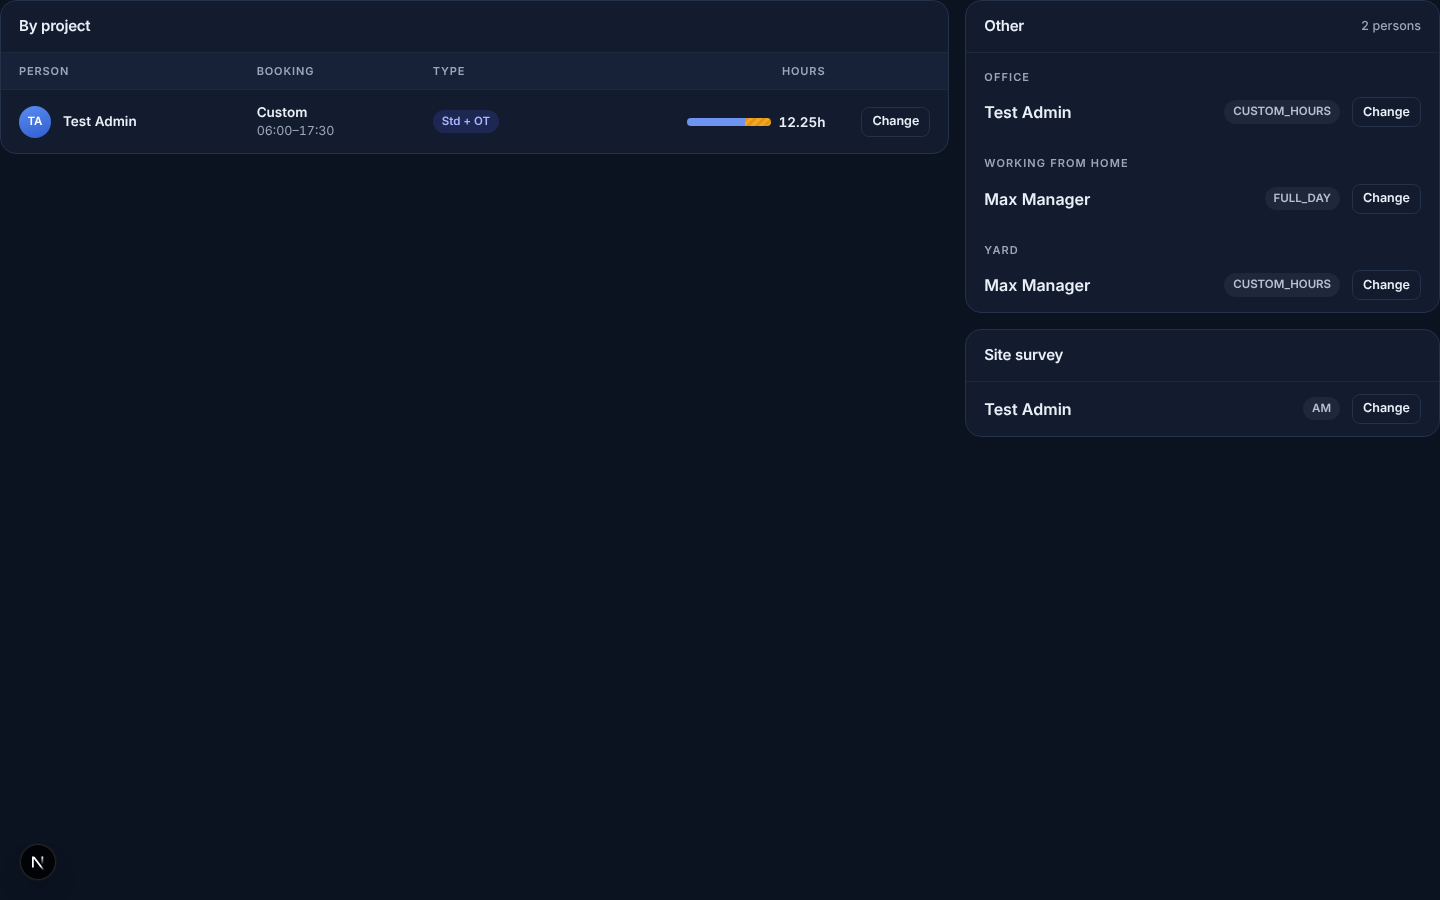 By project
PERSON BOOKING TYPE HOURS
TA Test Admin Custom 06:00–17:30 Std + OT 12.25h Change
Other 2 persons
OFFICE
Test Admin CUSTOM_HOURS Change
WORKING FROM HOME
Max Manager FULL_DAY Change
YARD
Max Manager CUSTOM_HOURS Change
Site survey
Test Admin AM Change
N